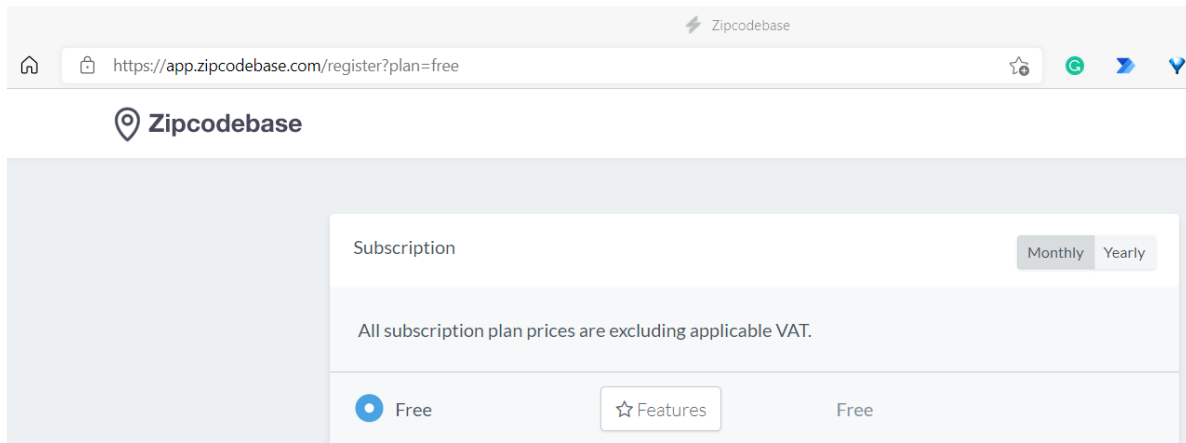 Zipcodebase
https://app.zipcodebase.com/register?plan=free
Zipcodebase
Subscription
Monthly Yearly
All subscription plan prices are excluding applicable VAT.
Free Features Free